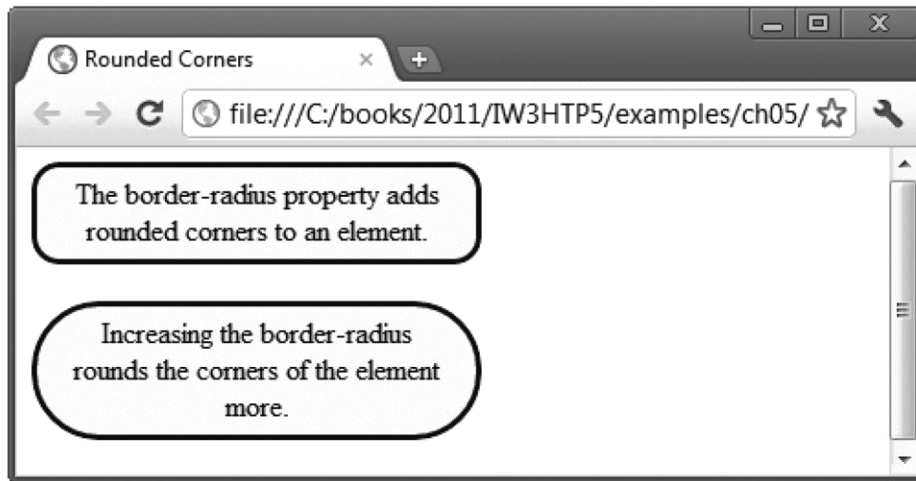 Rounded Corners
file:///C:/books/2011/IW3HTP5/examples/ch05/
The border-radius property adds
rounded corners to an element.
Increasing the border-radius
rounds the corners of the element
more.